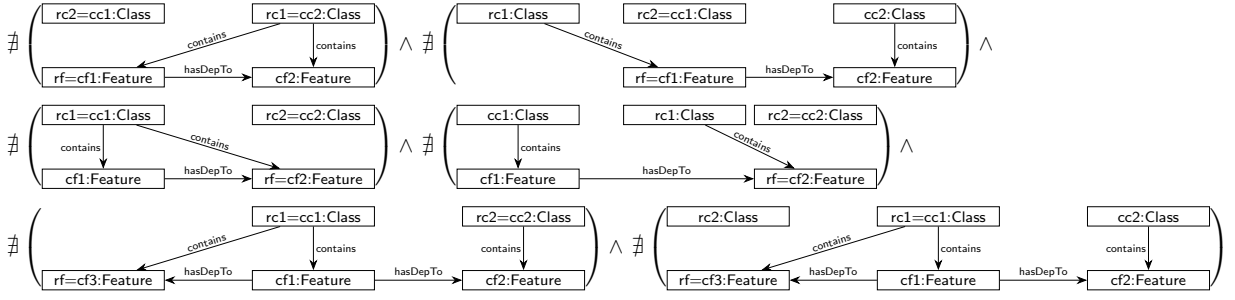 ∄ ( rc2=cc1:Class rc1=cc2:Class ) ∧ ∄ ( rc1:Class rc2=cc1:Class cc2:Class ) ∧
contains contains contains contains
rf=cf1:Feature hasDepTo cf2:Feature rf=cf1:Feature hasDepTo cf2:Feature
∄ ( rc1=cc1:Class rc2=cc2:Class ) ∧ ∄ ( cc1:Class rc1:Class rc2=cc2:Class ) ∧
contains contains contains contains
cf1:Feature hasDepTo rf=cf2:Feature cf1:Feature hasDepTo rf=cf2:Feature
∄ ( rc1=cc1:Class rc2=cc2:Class ) ∧ ∄ ( rc2:Class rc1=cc1:Class cc2:Class )
contains contains contains contains contains contains
rf=cf3:Feature hasDepTo cf1:Feature hasDepTo cf2:Feature rf=cf3:Feature hasDepTo cf1:Feature hasDepTo cf2:Feature